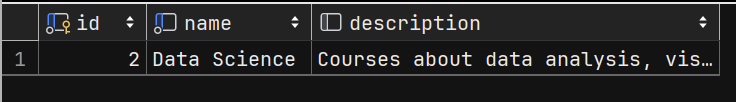 id name description
1 2 Data Science Courses about data analysis, vis…